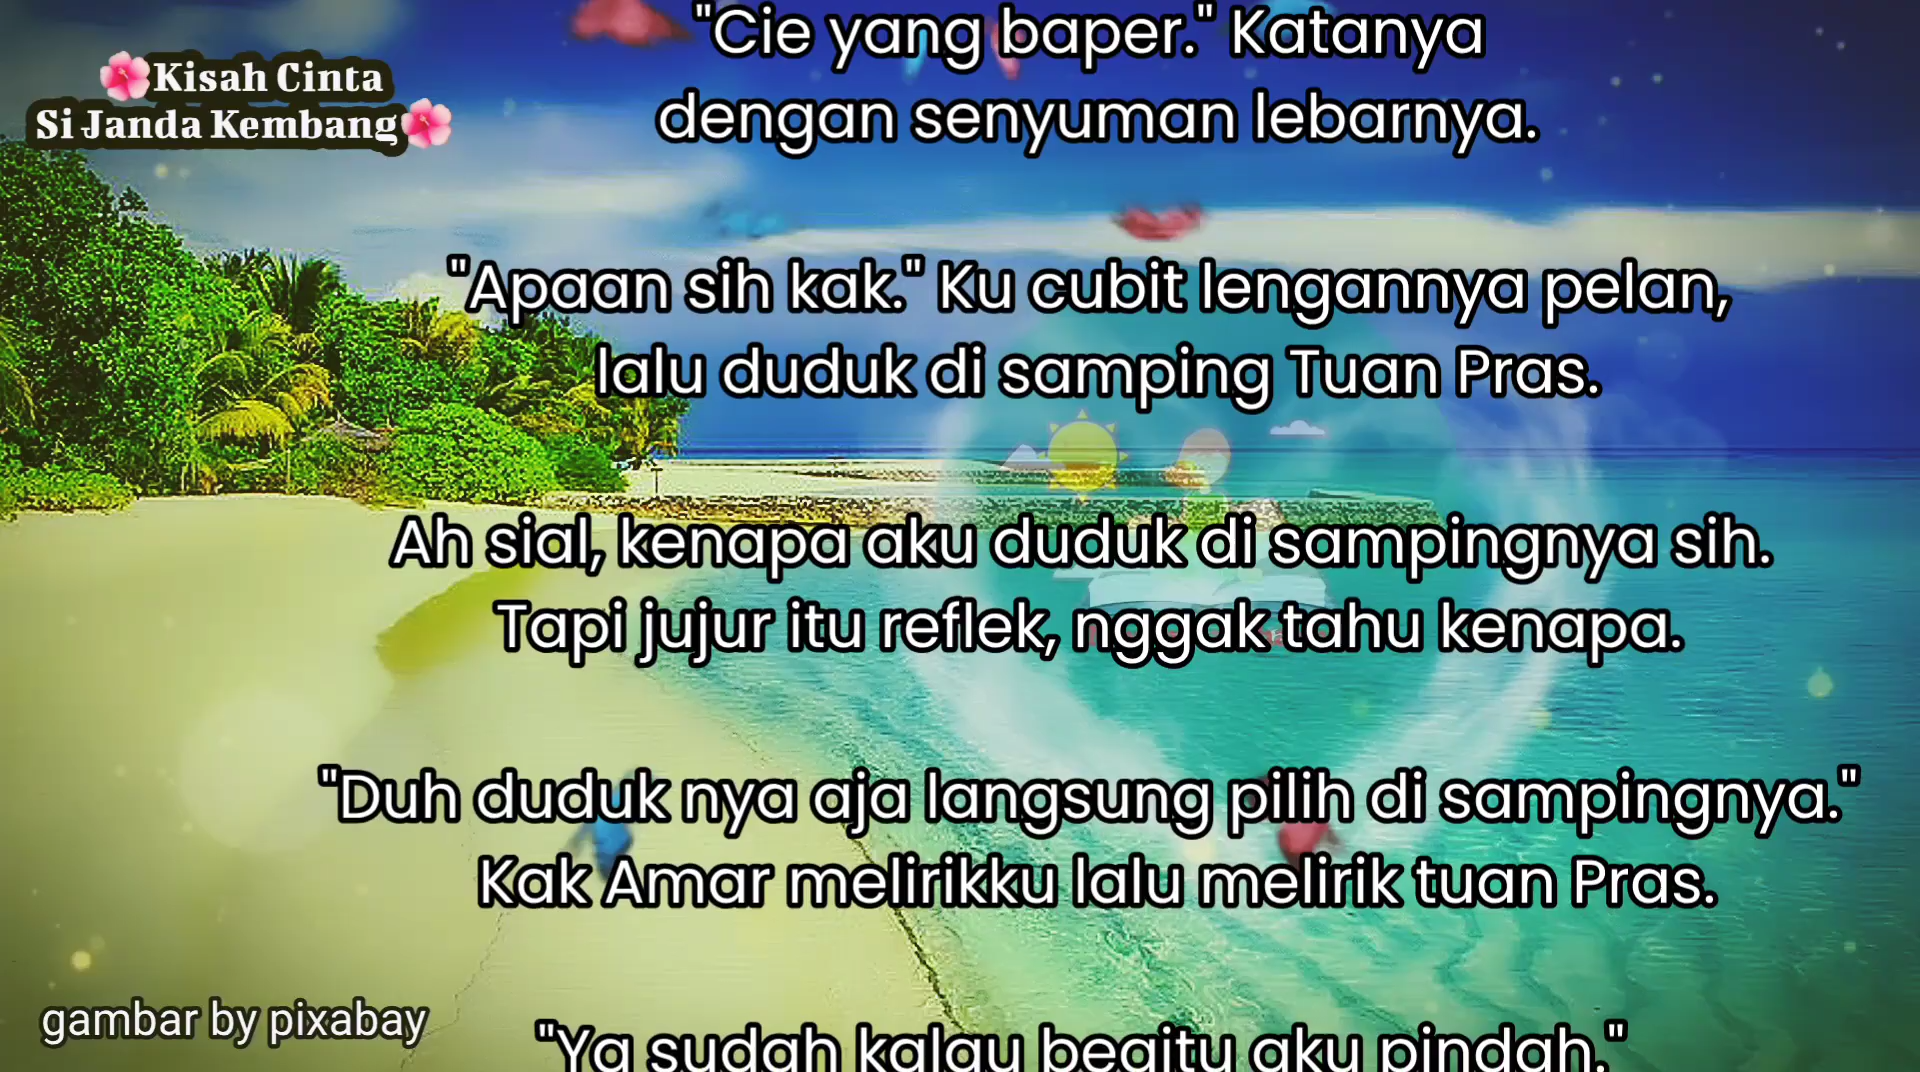 Kisah Cinta
Si Janda Kembang
"Cie yang baper." Katanya
dengan senyuman lebarnya.
"Apaan sih kak." Ku cubit lengannya pelan,
lalu duduk di samping Tuan Pras.
Ah sial, kenapa aku duduk di sampingnya sih.
Tapi jujur itu reflek, nggak tahu kenapa.
"Duh duduk nya aja langsung pilih di sampingnya."
Kak Amar melirikku lalu melirik tuan Pras.
"Ya sudah kalau begitu aku pindah."
gambar by pixabay